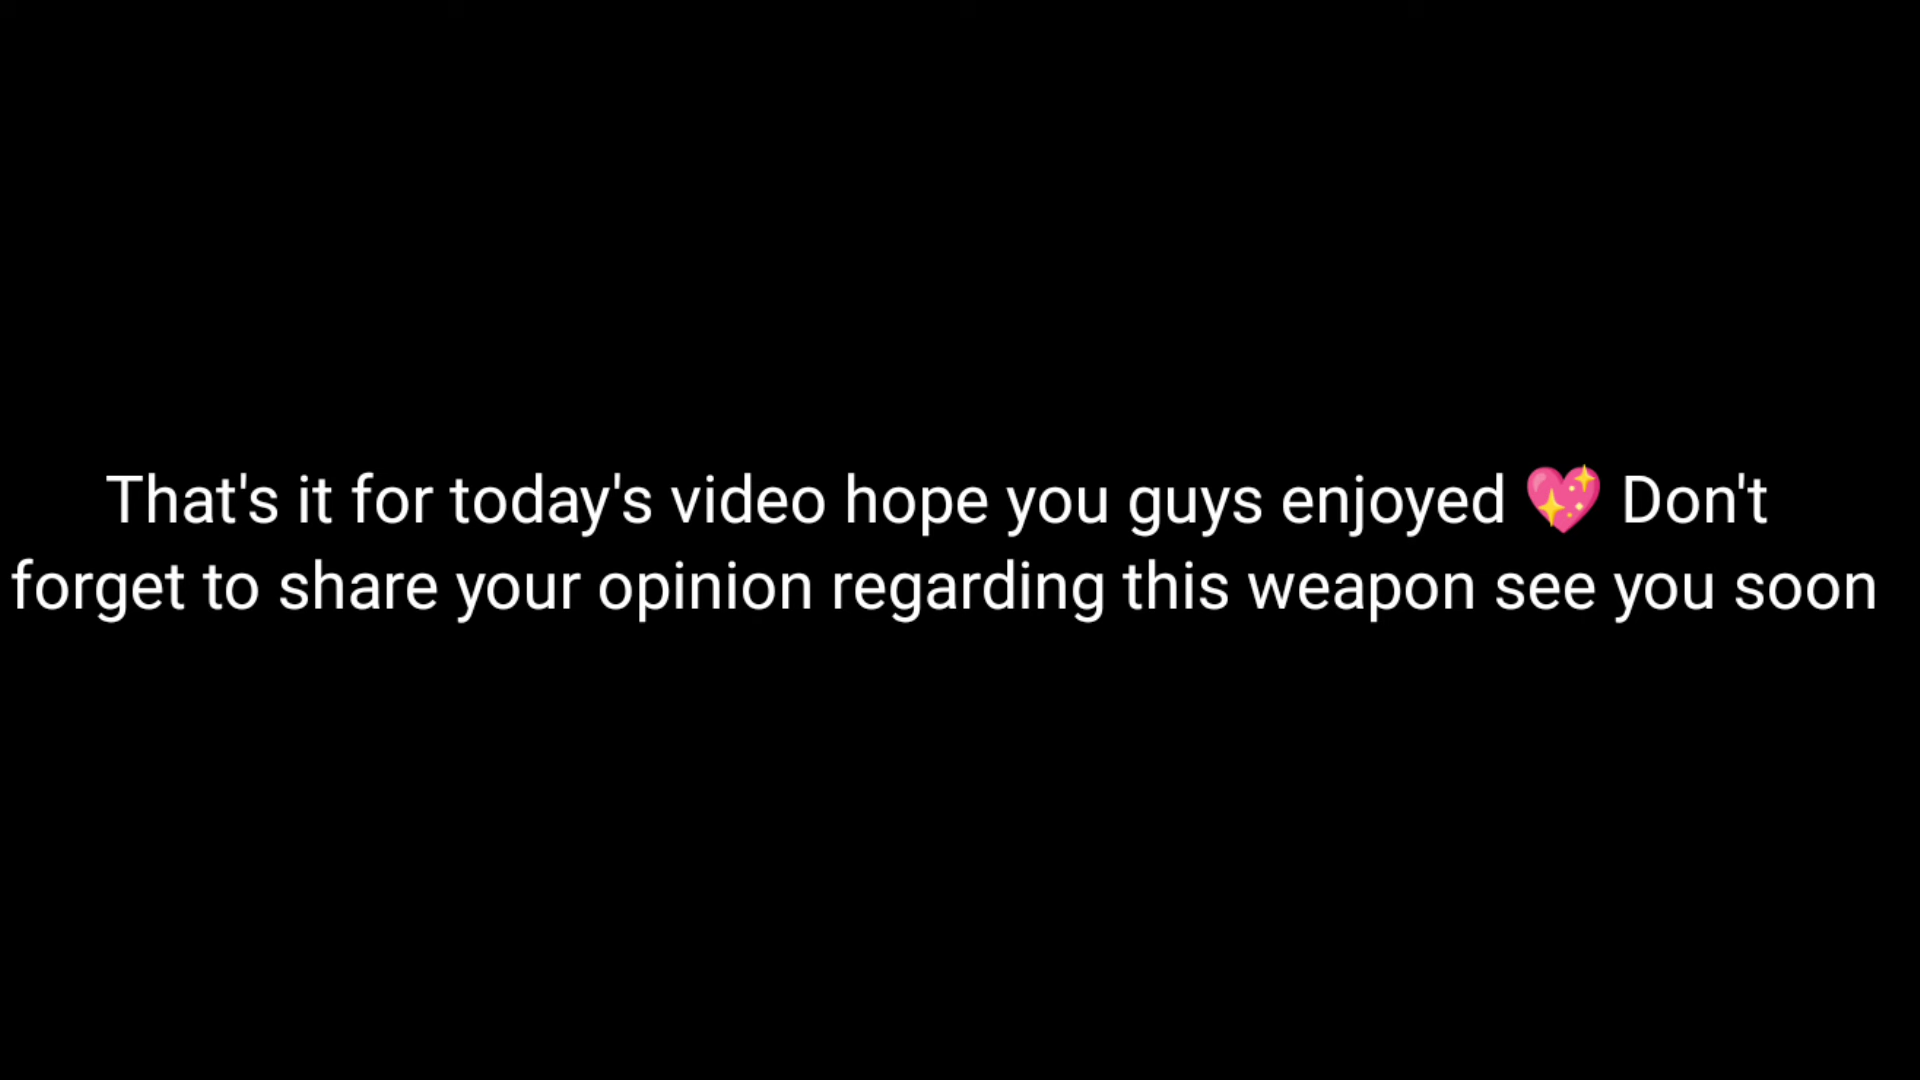 That's it for today's video hope you guys enjoyed 💖 Don't
forget to share your opinion regarding this weapon see you soon